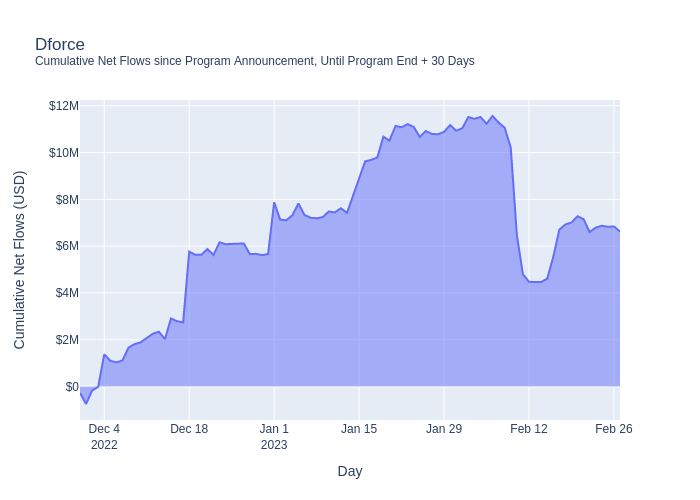 Dforce
Cumulative Net Flows since Program Announcement, Until Program End + 30 Days
Cumulative Net Flows (USD)
$12M
$10M
$8M
$6M
$4M
$2M
$0
Dec 4 Dec 18 Jan 1 Jan 15 Jan 29 Feb 12 Feb 26
2022 2023
Day